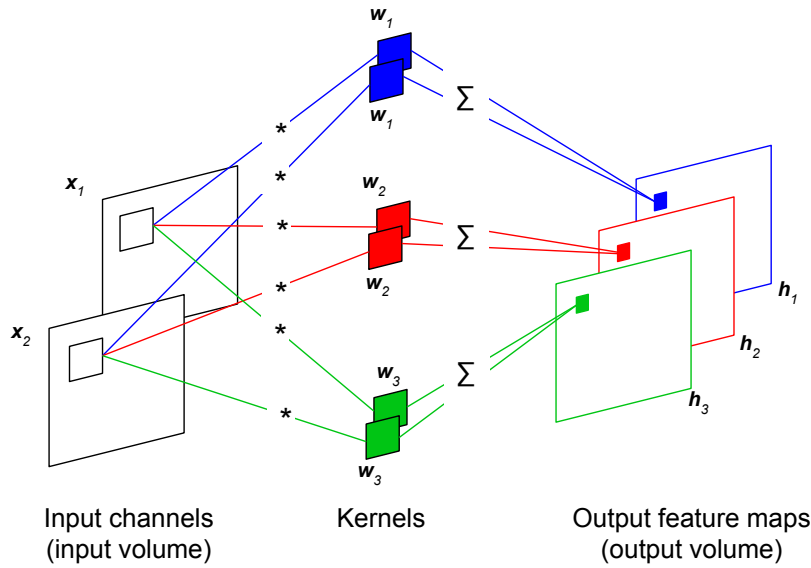 w1
w1
Σ
*
*
x1
w2
*
Σ
w2
*
h1
x2
*
h2
w3
Σ
h3
*
w3
Input channels
(input volume)
Kernels
Output feature maps
(output volume)